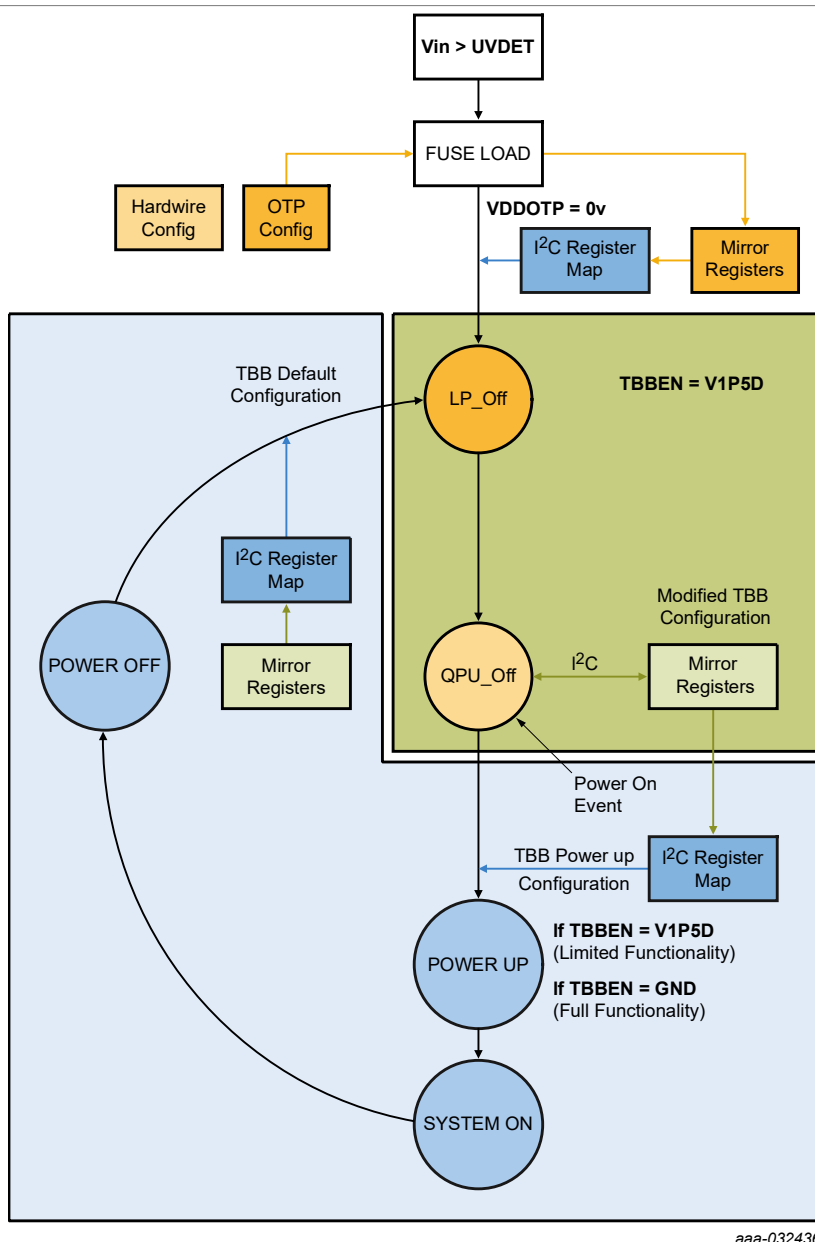 Vin > UVDET
FUSE LOAD
Hardwire
Config
OTP
Config
VDDOTP = 0v
I2C Register
Map
Mirror
Registers
TBB Default
Configuration
LP_Off
TBBEN = V1P5D
I2C Register
Map
Mirror
Registers
POWER OFF
QPU_Off
I2C
Modified TBB
Configuration
Mirror
Registers
Power On
Event
TBB Power up
Configuration
I2C Register
Map
POWER UP
If TBBEN = V1P5D
(Limited Functionality)
If TBBEN = GND
(Full Functionality)
SYSTEM ON
aaa-032436